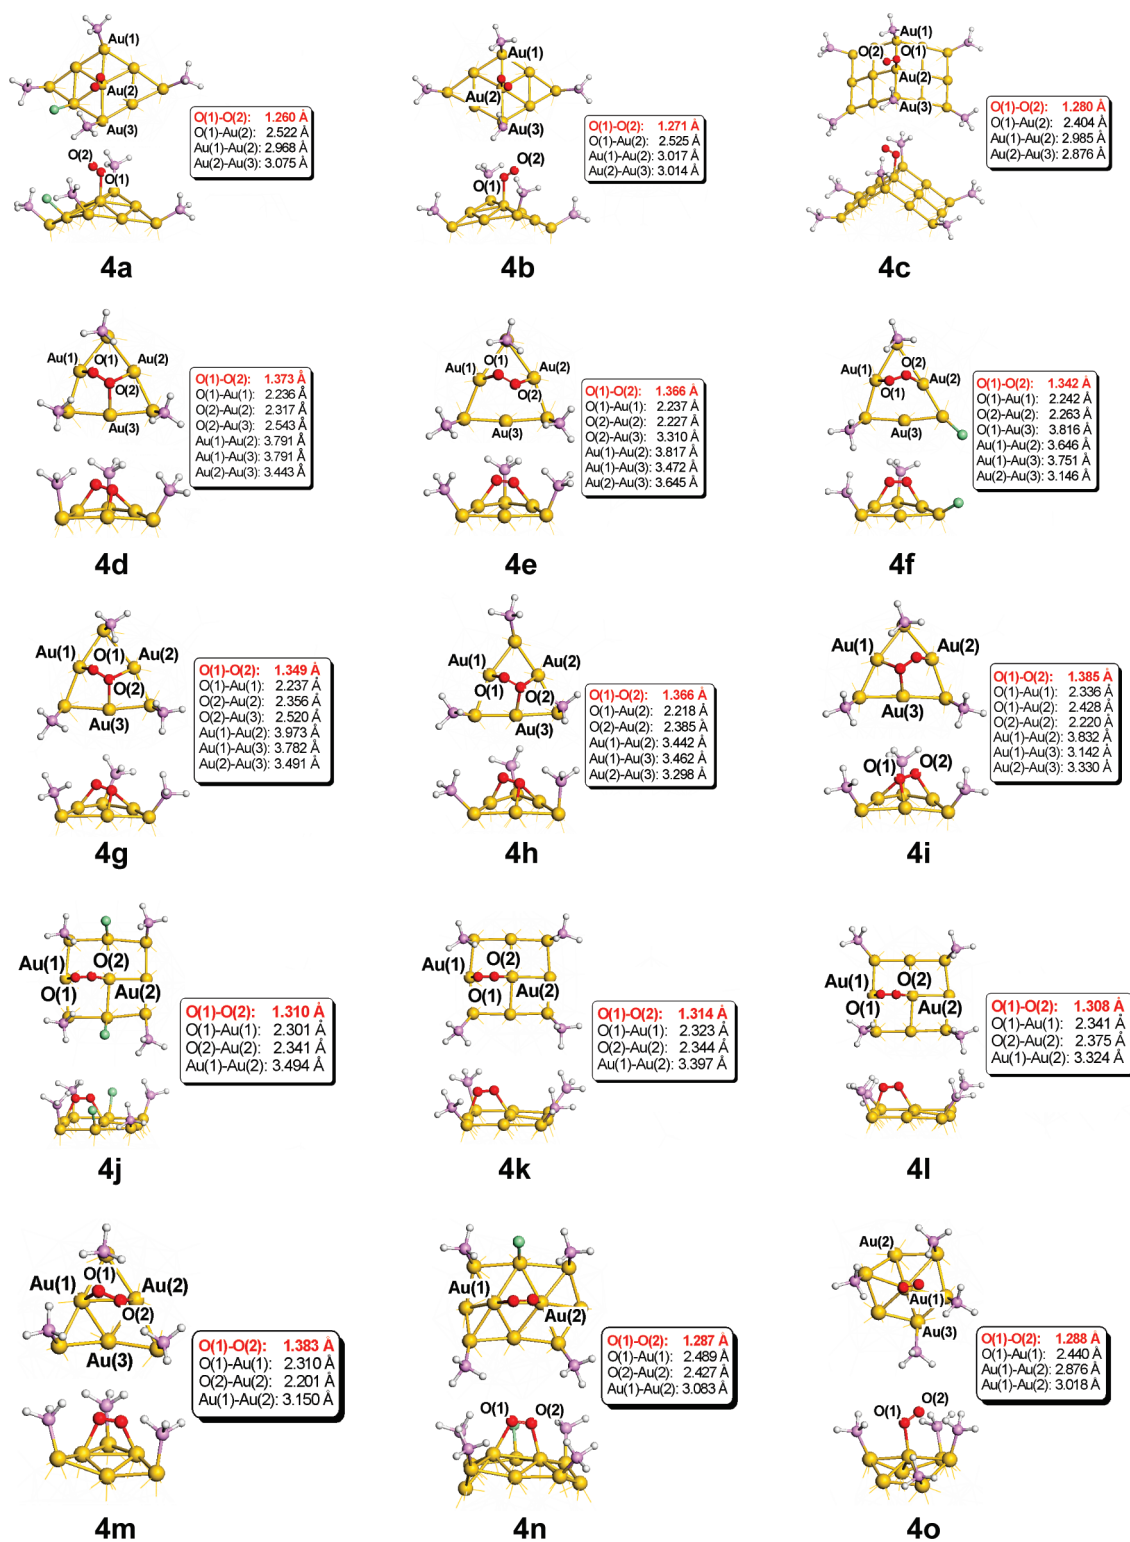 Au(1)
Au(2)
Au(3)
O(2)
O(1)
O(1)-O(2): 1.260 Å
O(1)-Au(2): 2.522 Å
Au(1)-Au(2): 2.968 Å
Au(2)-Au(3): 3.075 Å
4a
Au(1)
Au(2)
Au(3)
O(2)
O(1)
O(1)-O(2): 1.271 Å
O(1)-Au(2): 2.525 Å
Au(1)-Au(2): 3.017 Å
Au(2)-Au(3): 3.014 Å
4b
Au(1)
O(2)
O(1)
Au(2)
Au(3)
O(1)-O(2): 1.280 Å
O(1)-Au(2): 2.404 Å
Au(1)-Au(2): 2.985 Å
Au(2)-Au(3): 2.876 Å
4c
Au(1)
O(1)
Au(2)
O(2)
Au(3)
O(1)-O(2): 1.373 Å
O(1)-Au(1): 2.236 Å
O(2)-Au(2): 2.317 Å
O(2)-Au(3): 2.543 Å
Au(1)-Au(2): 3.791 Å
Au(1)-Au(3): 3.791 Å
Au(2)-Au(3): 3.443 Å
4d
O(1)
Au(1)
Au(2)
O(2)
Au(3)
O(1)-O(2): 1.366 Å
O(1)-Au(1): 2.237 Å
O(2)-Au(2): 2.227 Å
O(2)-Au(3): 3.310 Å
Au(1)-Au(2): 3.817 Å
Au(1)-Au(3): 3.472 Å
Au(2)-Au(3): 3.645 Å
4e
O(2)
Au(1)
Au(2)
O(1)
Au(3)
O(1)-O(2): 1.342 Å
O(1)-Au(1): 2.242 Å
O(2)-Au(2): 2.263 Å
O(1)-Au(3): 3.816 Å
Au(1)-Au(2): 3.646 Å
Au(1)-Au(3): 3.751 Å
Au(2)-Au(3): 3.146 Å
4f
Au(1)
O(1)
Au(2)
O(2)
Au(3)
O(1)-O(2): 1.349 Å
O(1)-Au(1): 2.237 Å
O(2)-Au(2): 2.356 Å
O(2)-Au(3): 2.520 Å
Au(1)-Au(2): 3.973 Å
Au(1)-Au(3): 3.782 Å
Au(2)-Au(3): 3.491 Å
4g
Au(1)
Au(2)
O(1)
O(2)
Au(3)
O(1)-O(2): 1.366 Å
O(1)-Au(2): 2.218 Å
O(2)-Au(2): 2.385 Å
Au(1)-Au(2): 3.442 Å
Au(1)-Au(3): 3.462 Å
Au(2)-Au(3): 3.298 Å
4h
Au(1)
Au(2)
Au(3)
O(1)
O(2)
O(1)-O(2): 1.385 Å
O(1)-Au(1): 2.336 Å
O(1)-Au(2): 2.428 Å
O(2)-Au(2): 2.220 Å
Au(1)-Au(2): 3.832 Å
Au(1)-Au(3): 3.142 Å
Au(2)-Au(3): 3.330 Å
4i
O(2)
Au(1)
O(1)
Au(2)
O(1)-O(2): 1.310 Å
O(1)-Au(1): 2.301 Å
O(2)-Au(2): 2.341 Å
Au(1)-Au(2): 3.494 Å
4j
O(2)
Au(1)
O(1)
Au(2)
O(1)-O(2): 1.314 Å
O(1)-Au(1): 2.323 Å
O(2)-Au(2): 2.344 Å
Au(1)-Au(2): 3.397 Å
4k
O(2)
Au(1)
O(1)
Au(2)
O(1)-O(2): 1.308 Å
O(1)-Au(1): 2.341 Å
O(2)-Au(2): 2.375 Å
Au(1)-Au(2): 3.324 Å
4l
O(1)
Au(1)
Au(2)
O(2)
Au(3)
O(1)-O(2): 1.383 Å
O(1)-Au(1): 2.310 Å
O(2)-Au(2): 2.201 Å
Au(1)-Au(2): 3.150 Å
4m
Au(1)
Au(2)
O(1)
O(2)
O(1)-O(2): 1.287 Å
O(1)-Au(1): 2.489 Å
O(2)-Au(2): 2.427 Å
Au(1)-Au(2): 3.083 Å
4n
Au(2)
Au(1)
Au(3)
O(2)
O(1)
O(1)-O(2): 1.288 Å
O(1)-Au(1): 2.440 Å
Au(1)-Au(2): 2.876 Å
Au(1)-Au(2): 3.018 Å
4o